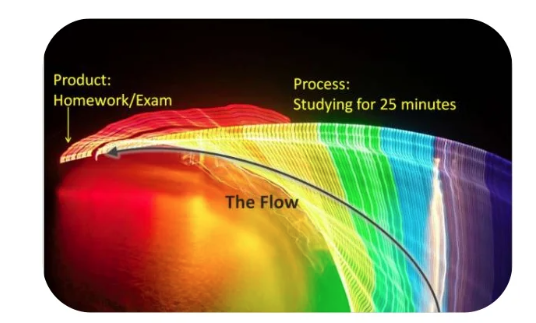 Product:
Homework/Exam
Process:
Studying for 25 minutes
The Flow